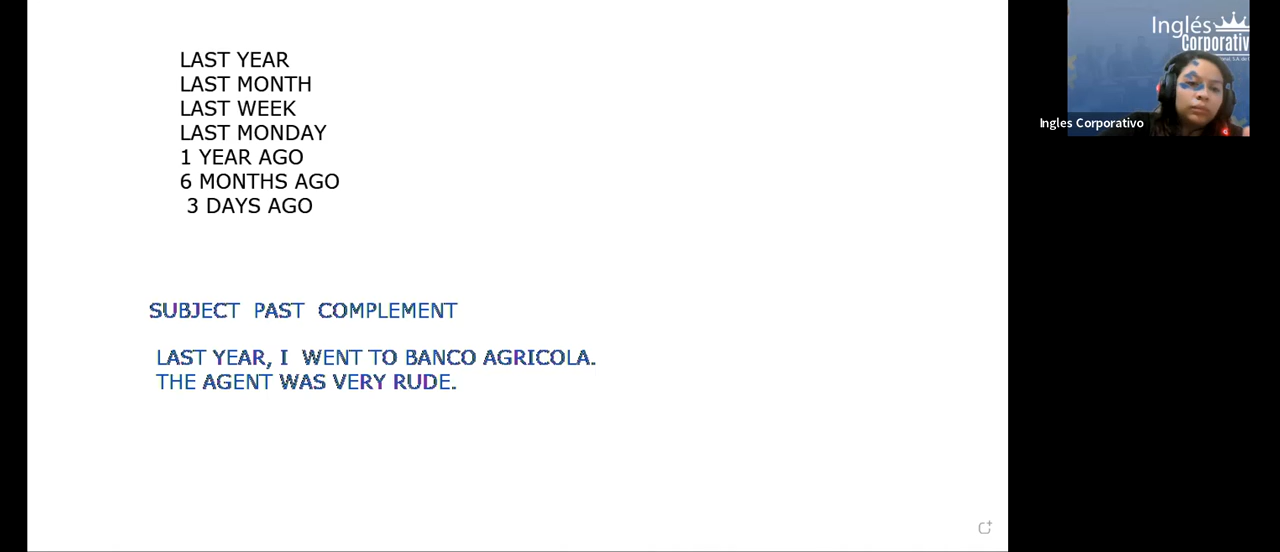 LAST YEAR
LAST MONTH
LAST WEEK
LAST MONDAY
1 YEAR AGO
6 MONTHS AGO
3 DAYS AGO
SUBJECT PAST COMPLEMENT
LAST YEAR, I WENT TO BANCO AGRICOLA.
THE AGENT WAS VERY RUDE.
Inglés
Corporativ
Ingles Corporativo